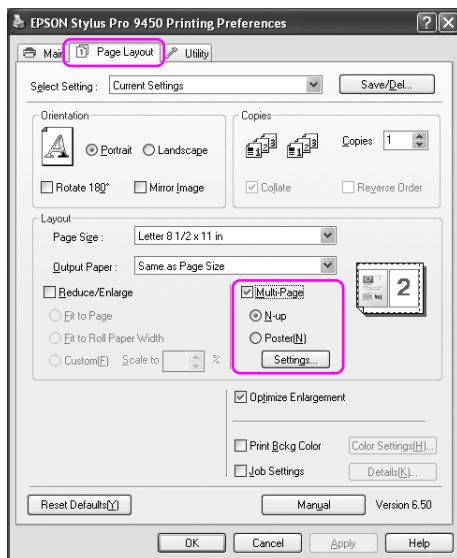 EPSON Stylus Pro 9450 Printing Preferences
Main Page Layout Utility
Select Setting : Current Settings Save/Del...
Orientation Copies
Portrait Landscape Copies 1
Rotate 180° Mirror Image Collate Reverse Order
Layout
Page Size : Letter 8 1/2 x 11 in
Output Paper : Same as Page Size
Reduce/Enlarge Multi-Page 2
Fit to Page N-up
Fit to Roll Paper Width Poster(N)
Custom(F) Scale to % Settings...
Optimize Enlargement
Print Bckg Color Color Settings(H)...
Job Settings Details(K)...
Reset Defaults(Y) Manual Version 6.50
OK Cancel Apply Help